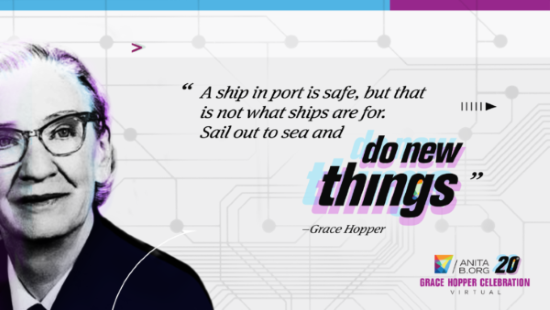 “ A ship in port is safe, but that
is not what ships are for.
Sail out to sea and
do new
things ”
–Grace Hopper
ANITA
B.ORG
20
GRACE HOPPER CELEBRATION
VIRTUAL